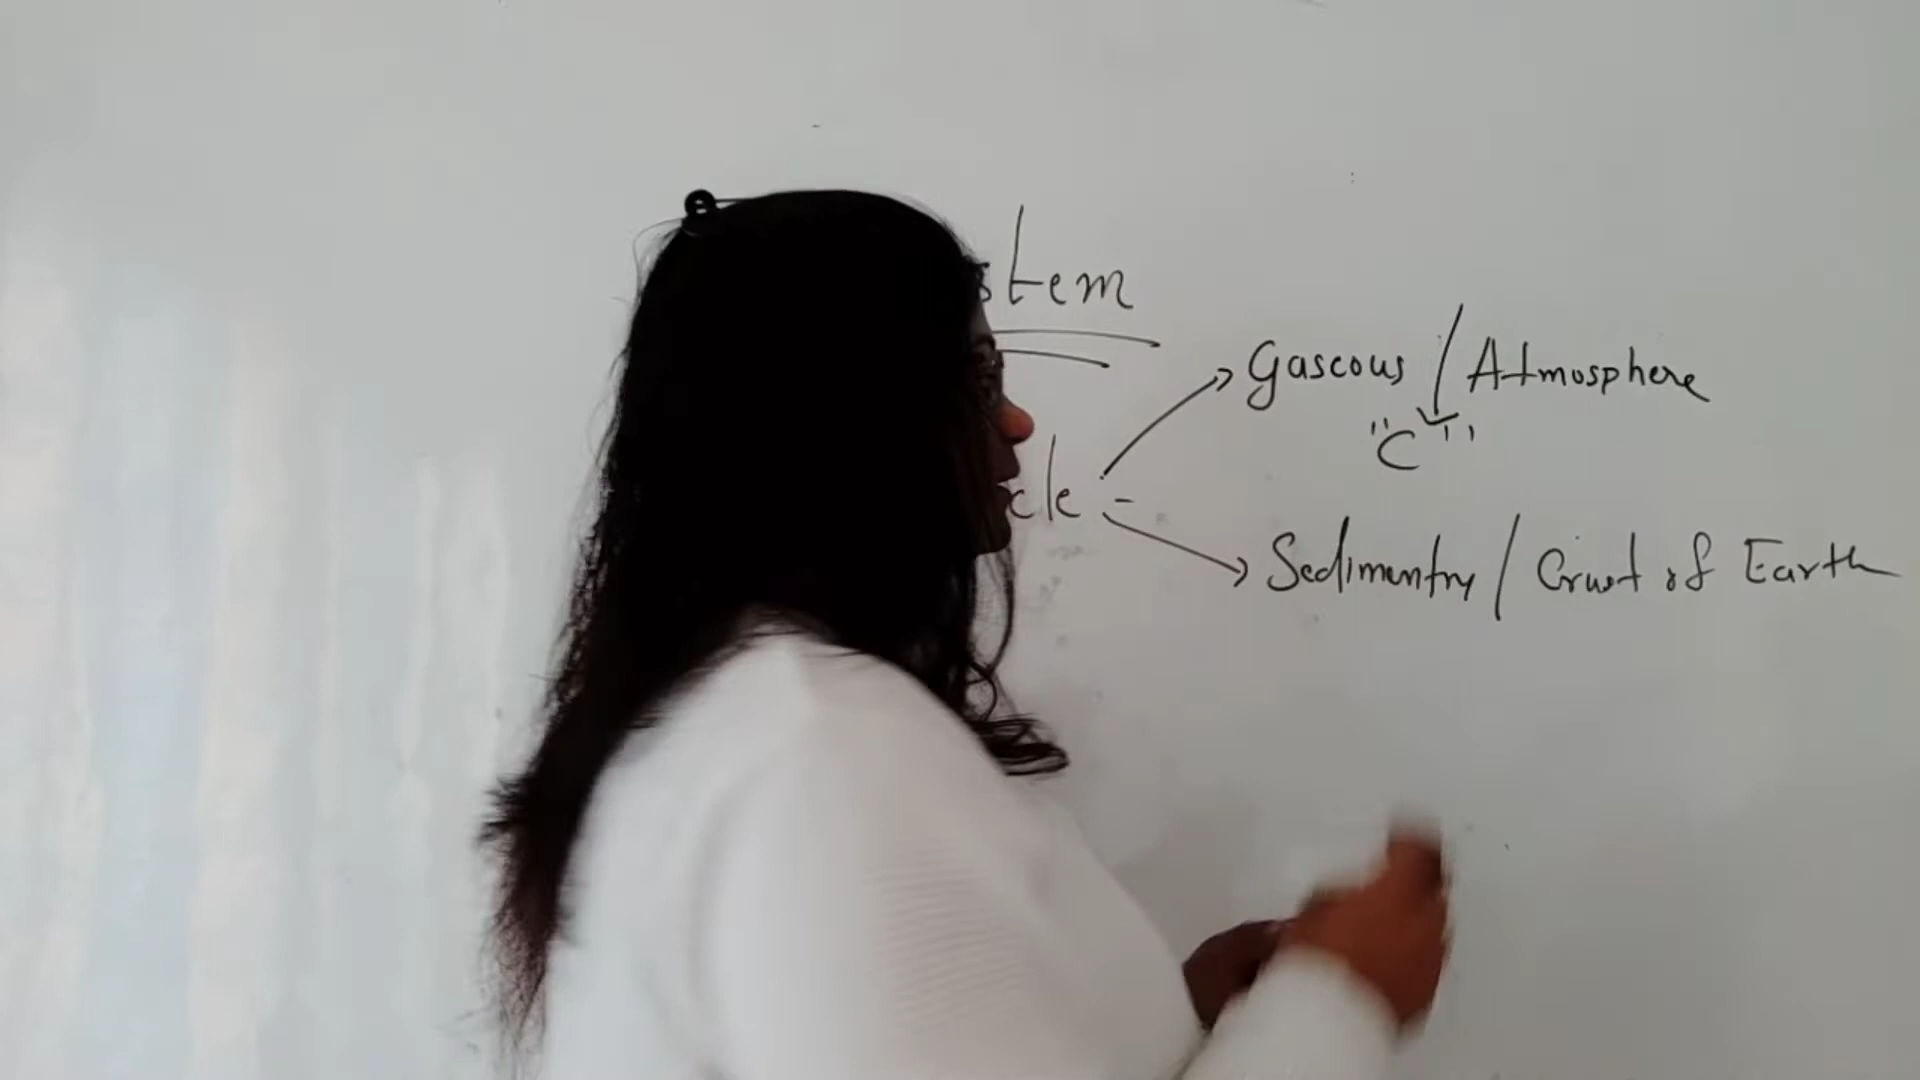 stem
Gaseous / Atmosphere
"C"
cle -
Sedimentry / Crust of Earth